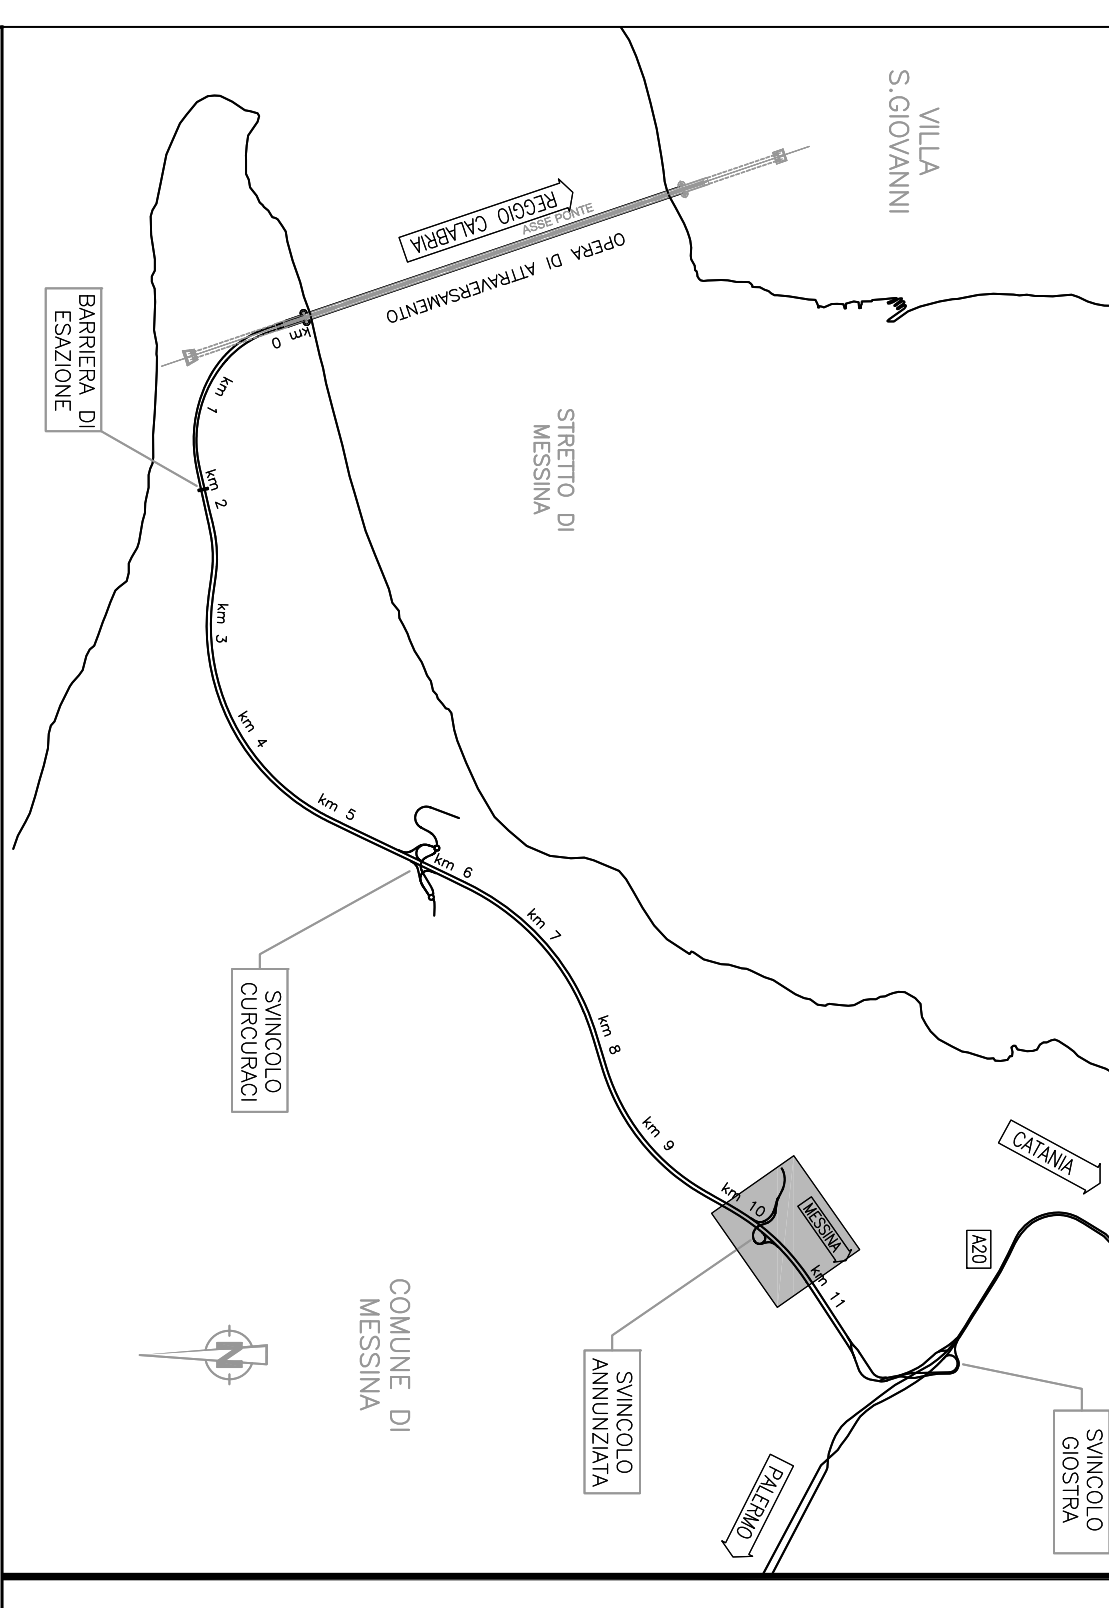 VILLA
S.GIOVANNI
REGGIO CALABRIA
ASSE PONTE
OPERA DI ATTRAVERSAMENTO
BARRIERA DI
ESAZIONE
STRETTO DI
MESSINA
km 0
km 1
km 2
km 3
km 4
km 5
km 6
km 7
km 8
km 9
km 10
km 11
SVINCOLO
CURCURACI
CATANIA
MESSINA
A20
COMUNE DI
MESSINA
N
SVINCOLO
ANNUNZIATA
SVINCOLO
GIOSTRA
PALERMO